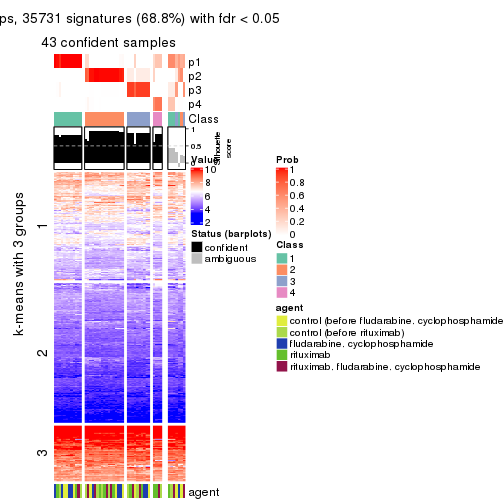 ps, 35731 signatures (68.8%) with fdr < 0.05
43 confident samples
p1
p2
p3
p4
Class
1
0.5
0
Silhouette
score
k-means with 3 groups
1
2
3
agent
Value
10
8
6
4
2
Status (barplots)
confident
ambiguous
Prob
1
0.8
0.6
0.4
0.2
0
Class
1
2
3
4
agent
control (before fludarabine. cyclophosphamide
control (before rituximab)
fludarabine. cyclophosphamide
rituximab
rituximab. fludarabine. cyclophosphamide